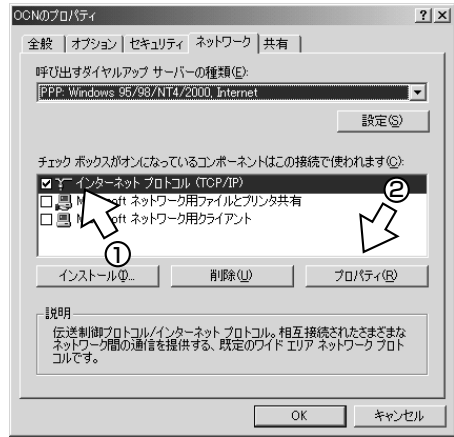 OCNのプロパティ
? ×
全般 オプション セキュリティ ネットワーク 共有
呼び出すダイヤルアップ サーバーの種類(E):
PPP: Windows 95/98/NT4/2000, Internet
設定(S)
チェック ボックスがオンになっているコンポーネントはこの接続で使われます(C):
インターネット プロトコル (TCP/IP)
ネットワーク用ファイルとプリンタ共有
ネットワーク用クライアント
②
①
インストール(I)... 削除(U) プロパティ(R)
説明
伝送制御プロトコル/インターネット プロトコル。相互接続されたさまざまな
ネットワーク間の通信を提供する、既定のワイド エリア ネットワーク プロト
コルです。
OK キャンセル